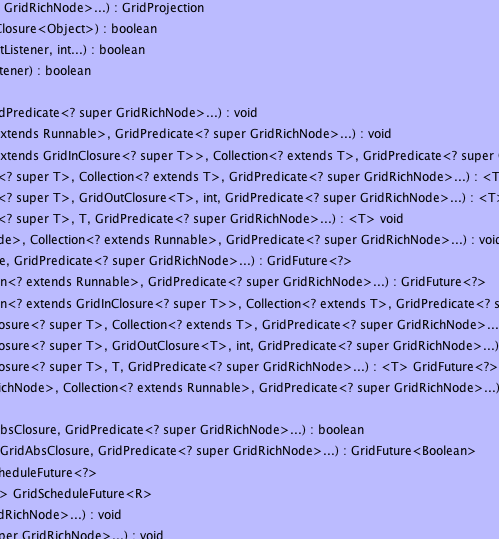 GridRichNode>...) : GridProjection
Closure<Object>) : boolean
tListener, int...) : boolean
tener) : boolean
dPredicate<? super GridRichNode>...) : void
extends Runnable>, GridPredicate<? super GridRichNode>...) : void
extends GridInClosure<? super T>>, Collection<? extends T>, GridPredicate<? super
<? super T>, Collection<? extends T>, GridPredicate<? super GridRichNode>...) : <T
<? super T>, GridOutClosure<T>, int, GridPredicate<? super GridRichNode>...) : <T>
<? super T>, T, GridPredicate<? super GridRichNode>...) : <T> void
de>, Collection<? extends Runnable>, GridPredicate<? super GridRichNode>...) : void
e, GridPredicate<? super GridRichNode>...) : GridFuture<?>
n<? extends Runnable>, GridPredicate<? super GridRichNode>...) : GridFuture<?>
n<? extends GridInClosure<? super T>>, Collection<? extends T>, GridPredicate<? s
osure<? super T>, Collection<? extends T>, GridPredicate<? super GridRichNode>...
osure<? super T>, GridOutClosure<T>, int, GridPredicate<? super GridRichNode>...)
osure<? super T>, T, GridPredicate<? super GridRichNode>...) : <T> GridFuture<?>
ichNode>, Collection<? extends Runnable>, GridPredicate<? super GridRichNode>...)
bsClosure, GridPredicate<? super GridRichNode>...) : boolean
GridAbsClosure, GridPredicate<? super GridRichNode>...) : GridFuture<Boolean>
heduleFuture<?>
> GridScheduleFuture<R>
dRichNode>...) : void
per GridRichNode>...) : void